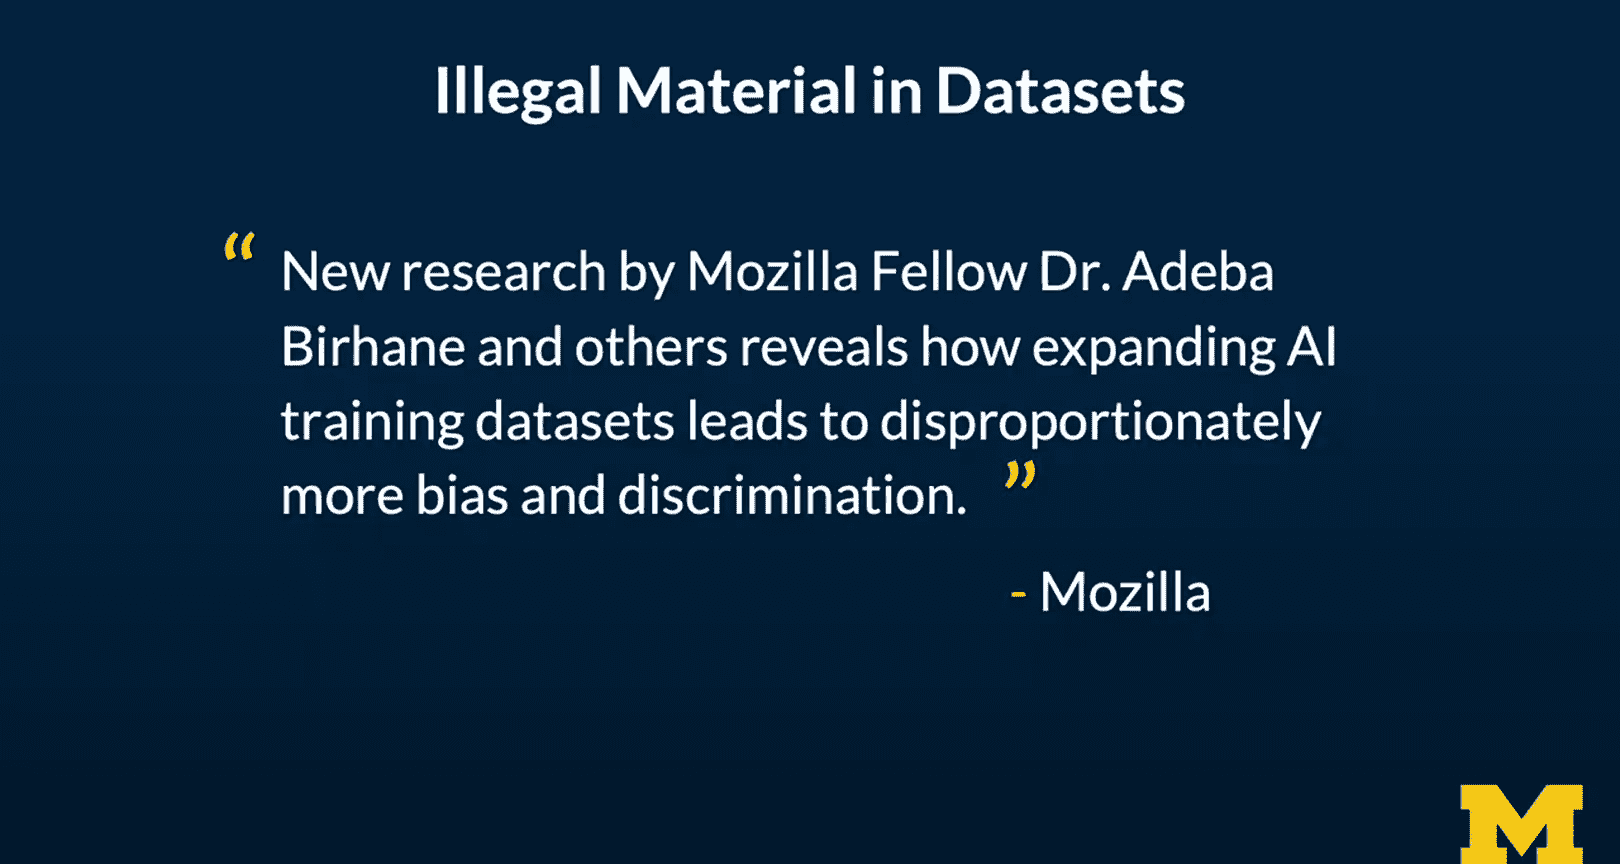 Illegal Material in Datasets
“ New research by Mozilla Fellow Dr. Adeba
Birhane and others reveals how expanding AI
training datasets leads to disproportionately
more bias and discrimination. ”
- Mozilla
M